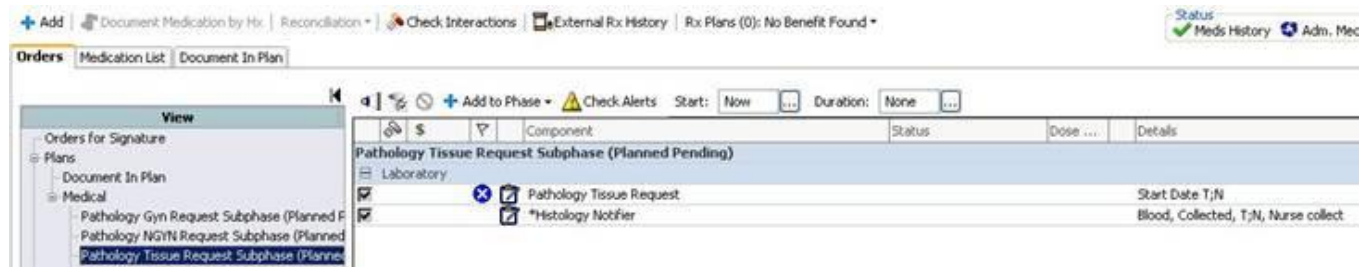 Add Document Medication by Hx Reconciliation Check Interactions External Rx History Rx Plans (0): No Benefit Found
Status
Meds History Adm. Med
Orders Medication List Document In Plan
Add to Phase Check Alerts Start: Now ... Duration: None ...
View
$ Component Status Dose ... Details
Orders for Signature
Plans
Document In Plan
Medical
Pathology Gyn Request Subphase (Planned P
Pathology NGYN Request Subphase (Planned
Pathology Tissue Request Subphase (Planned
Pathology Tissue Request Subphase (Planned Pending)
Laboratory
Pathology Tissue Request Start Date T;N
*Histology Notifier Blood, Collected, T;N, Nurse collect